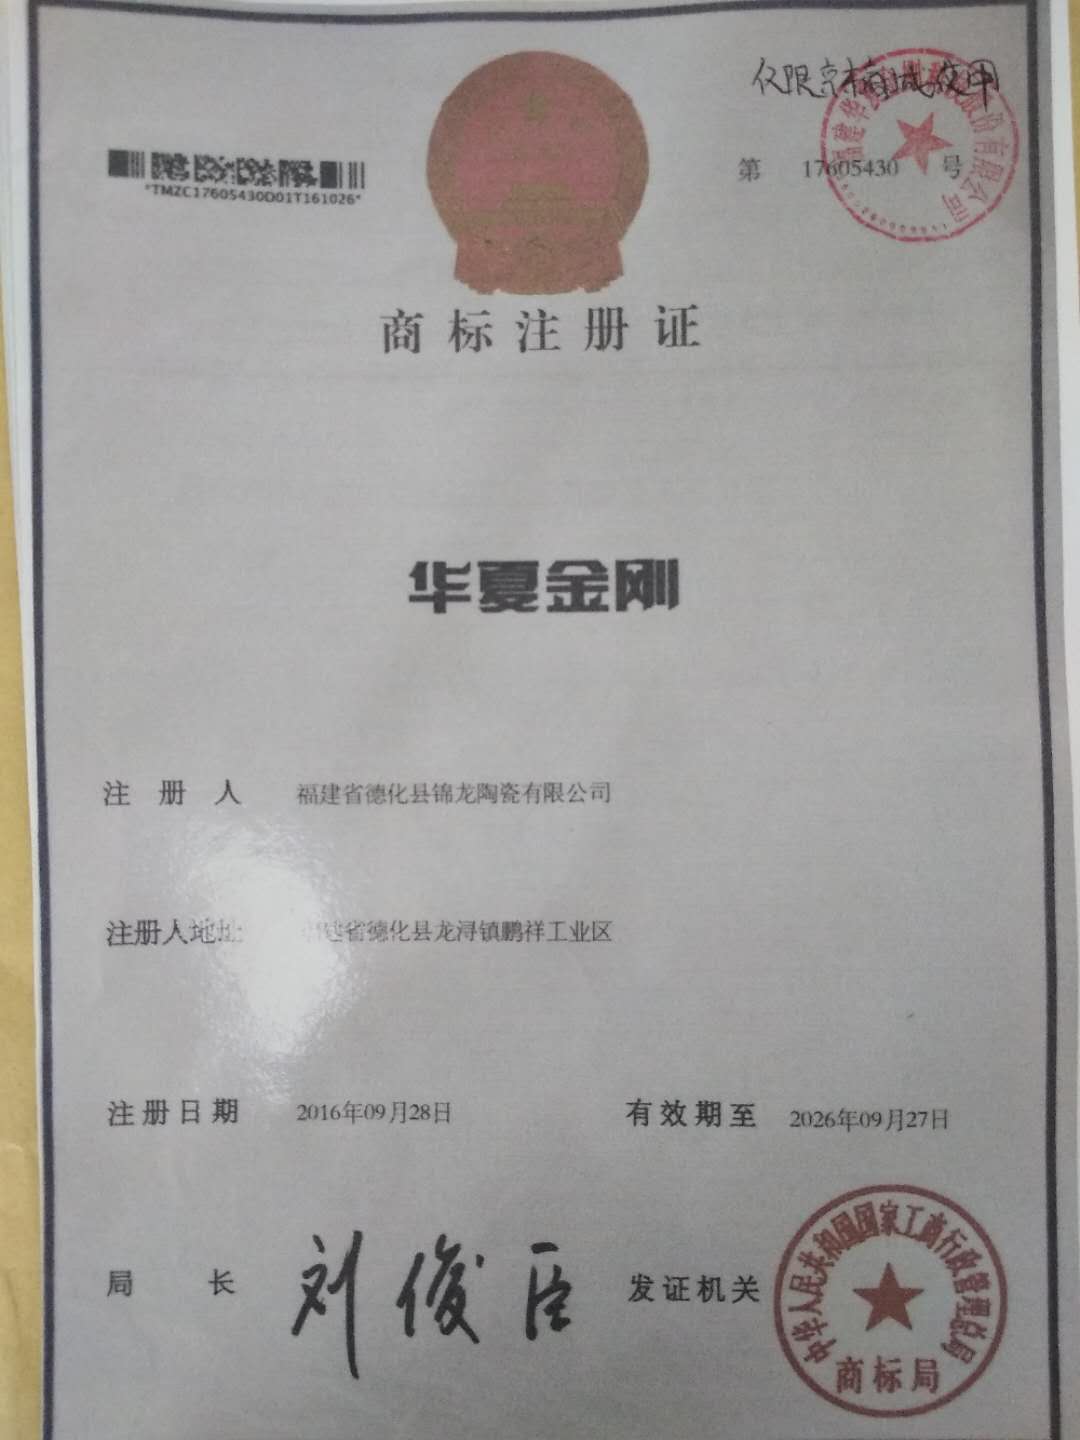 仅限京东商城使用
*TMZC17605430D01T161026*
第 17605430 号
商标注册证
华夏金刚
注册人 福建省德化县锦龙陶瓷有限公司
注册人地址 福建省德化县龙浔镇鹏祥工业区
注册日期 2016年09月28日 有效期至 2026年09月27日
局长 刘俊臣 发证机关
中华人民共和国国家工商行政管理总局
商标局